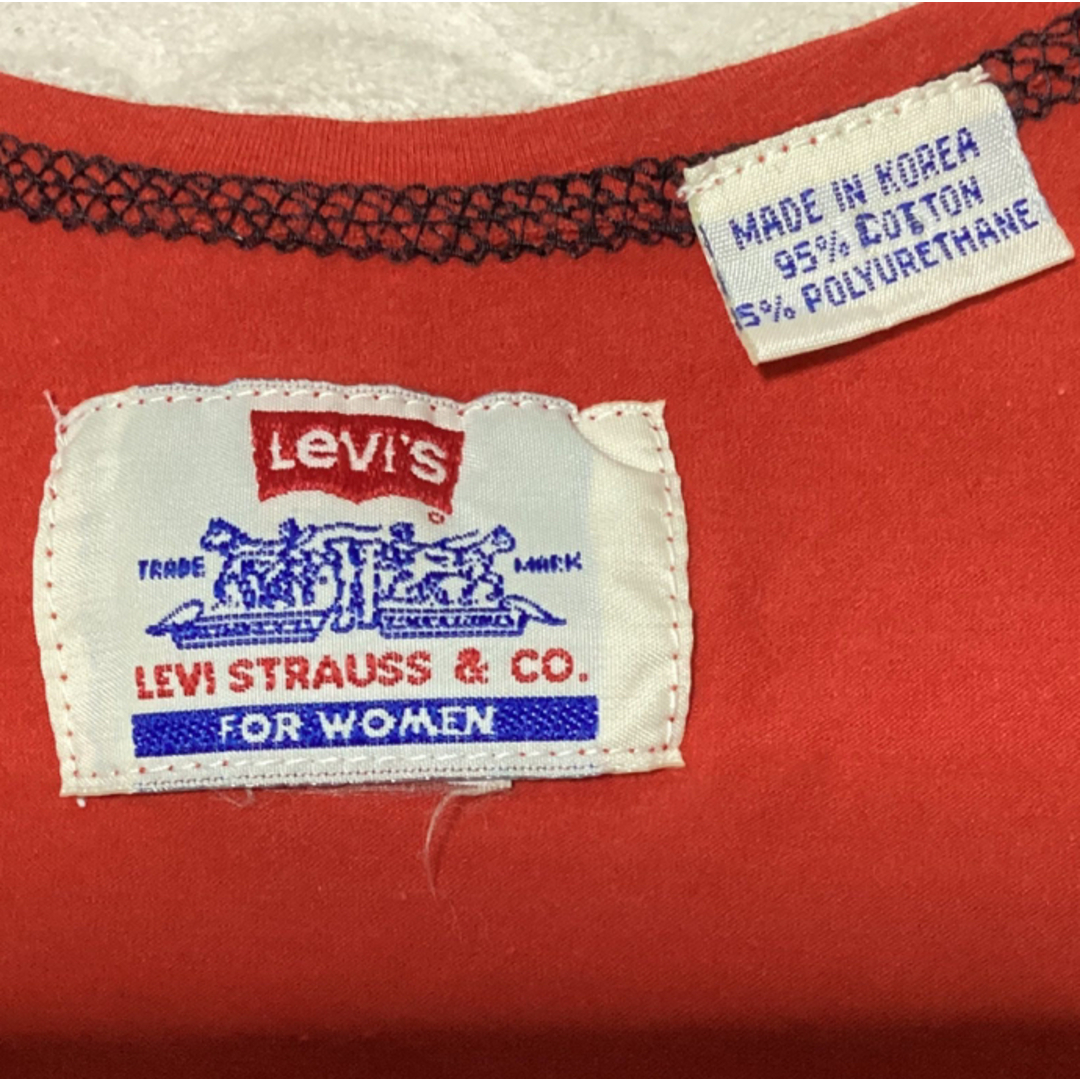 MADE IN KOREA
95% COTTON
5% POLYURETHANE
LEVI'S
TRADE MARK
LEVI STRAUSS & CO.
FOR WOMEN